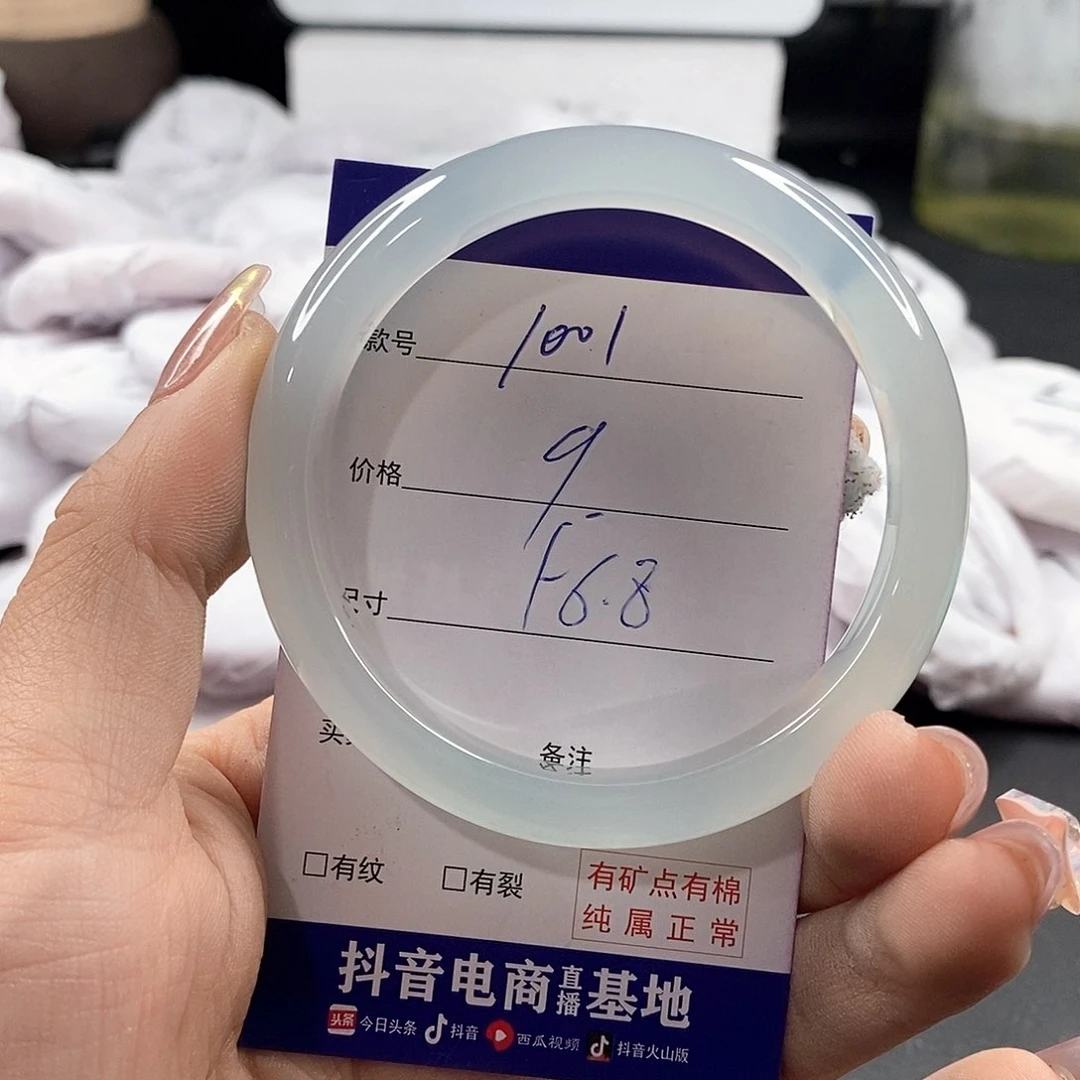 款号 1001
价格 9
尺寸 F6.8
备注
□有纹 □有裂
有矿点有棉
纯属正常
抖音电商直播基地
头条 今日头条 抖音 西瓜视频 抖音火山版